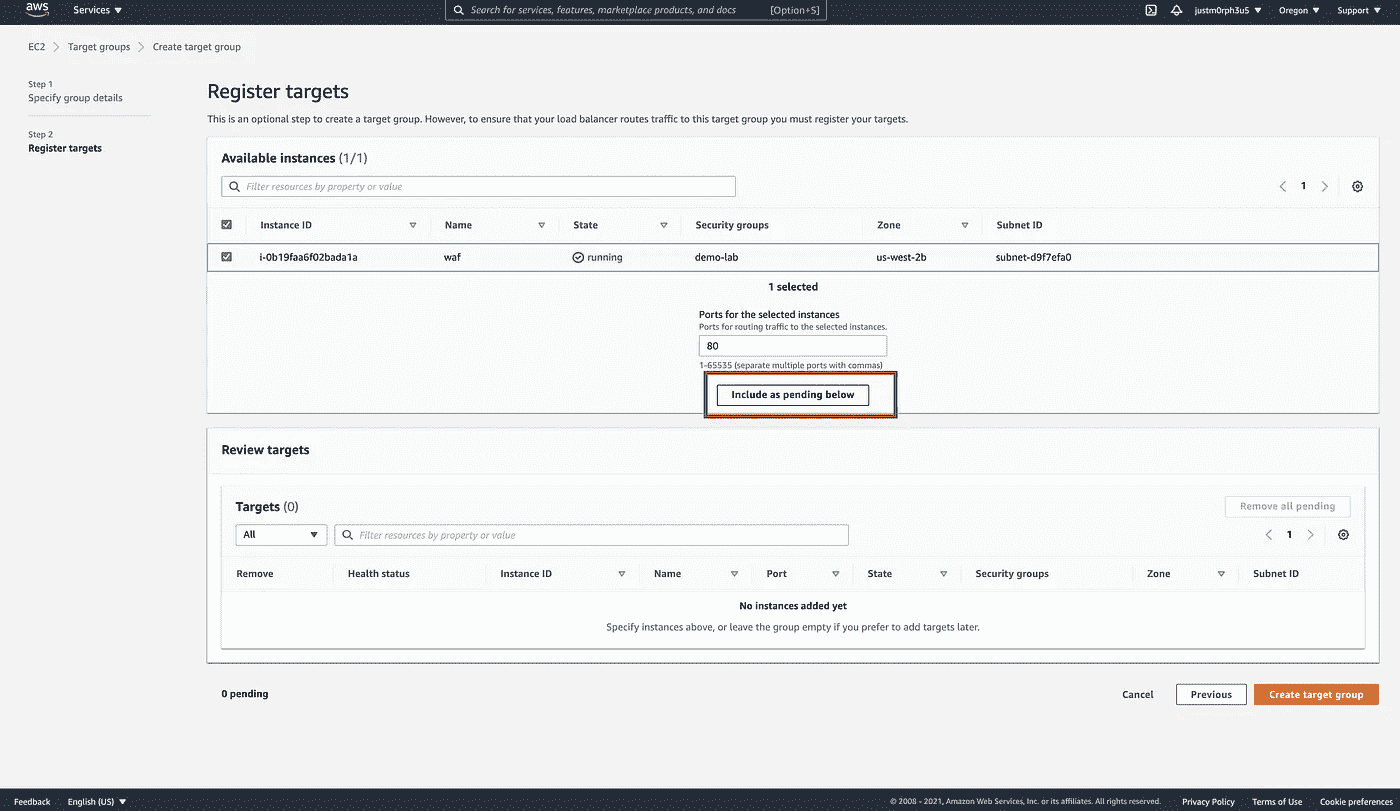 aws Services Search for services, features, marketplace products, and docs [Option+S] justm0rph3u5 Oregon Support
EC2 Target groups Create target group
Step 1
Specify group details
Step 2
Register targets
Register targets
This is an optional step to create a target group. However, to ensure that your load balancer routes traffic to this target group you must register your targets.
Available instances (1/1)
Filter resources by property or value
1
Instance ID Name State Security groups Zone Subnet ID
i-0b19faa6f02bada1a waf running demo-lab us-west-2b subnet-d9f7efa0
1 selected
Ports for the selected instances
Ports for routing traffic to the selected instances.
80
1-65535 (separate multiple ports with commas)
Include as pending below
Review targets
Targets (0)
Remove all pending
All Filter resources by property or value 1
Remove Health status Instance ID Name Port State Security groups Zone Subnet ID
No instances added yet
Specify instances above, or leave the group empty if you prefer to add targets later.
0 pending Cancel Previous Create target group
Feedback English (US) © 2008 - 2021, Amazon Web Services, Inc. or its affiliates. All rights reserved. Privacy Policy Terms of Use Cookie preferences